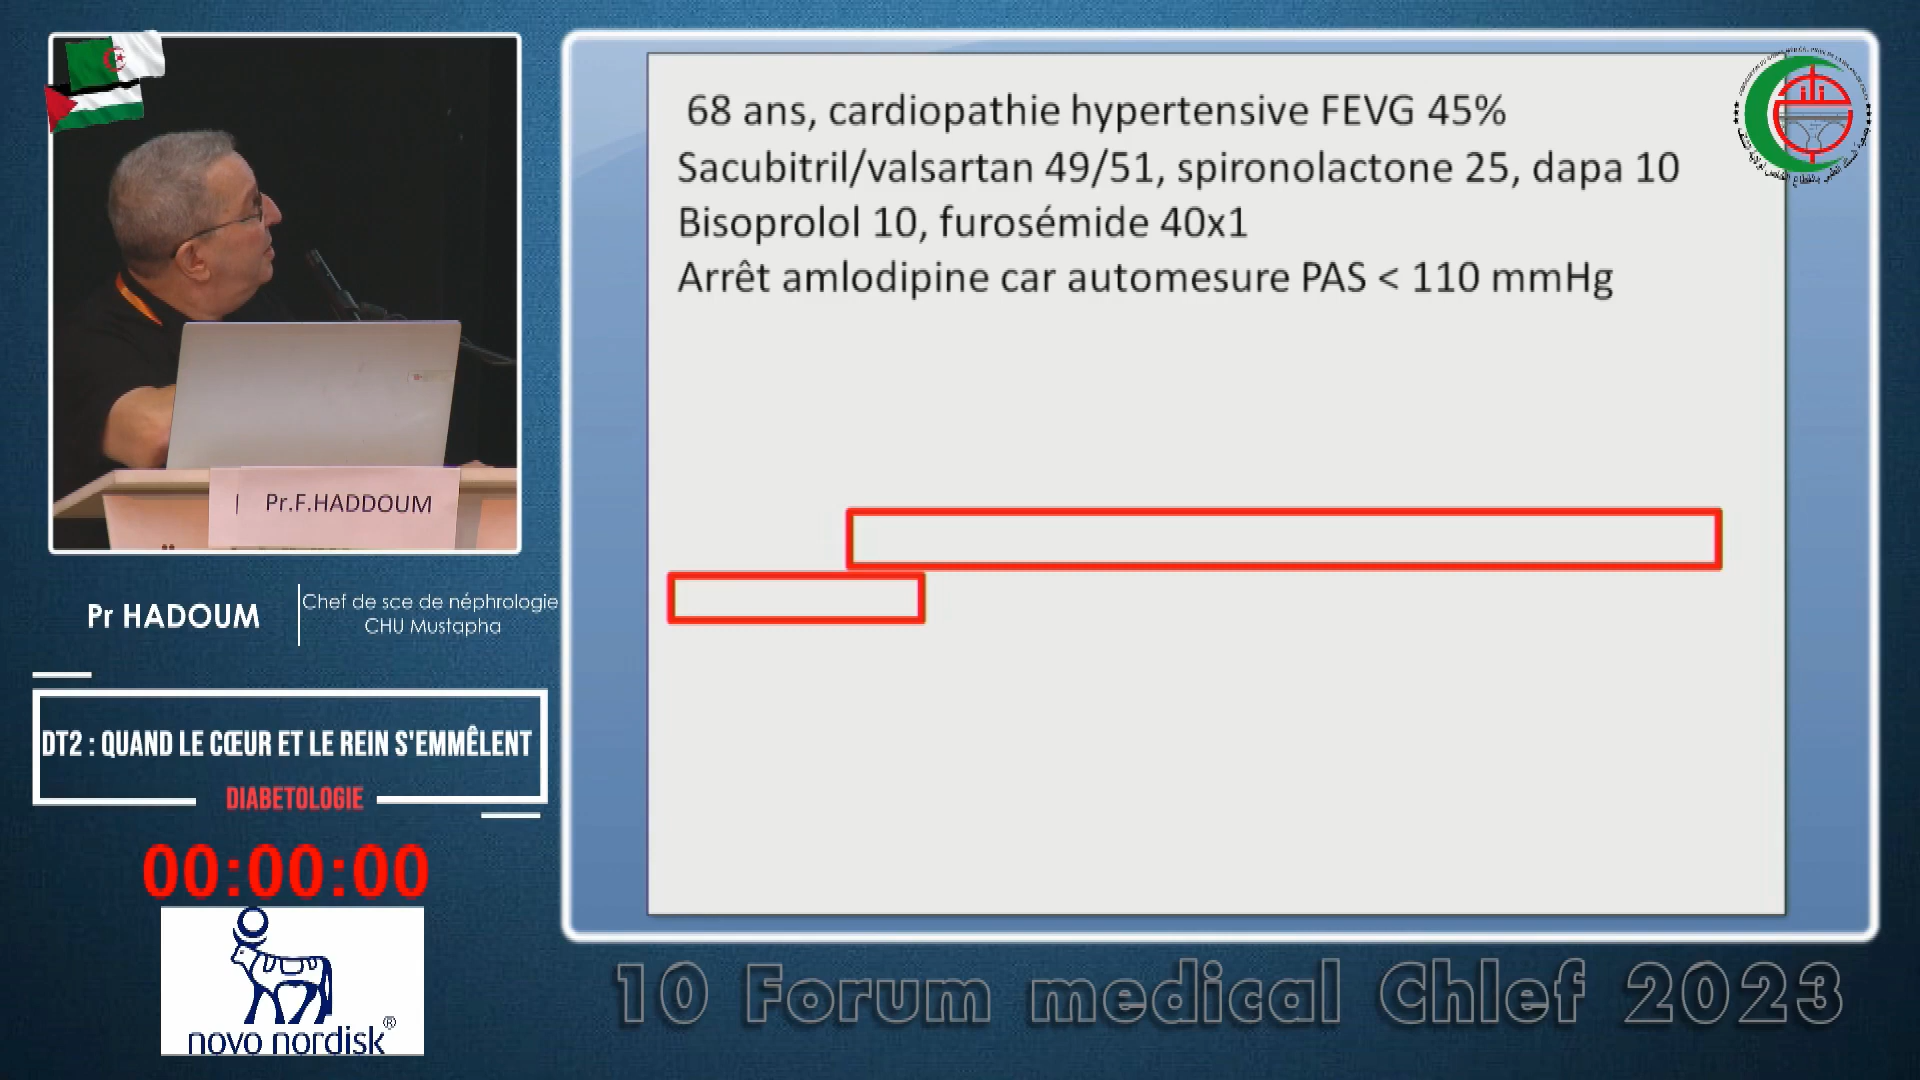 68 ans, cardiopathie hypertensive FEVG 45%
Sacubitril/valsartan 49/51, spironolactone 25, dapa 10
Bisoprolol 10, furosémide 40x1
Arrêt amlodipine car automesure PAS < 110 mmHg
Pr.F.HADDOUM
Pr HADOUM
Chef de sce de néphrologie
CHU Mustapha
DT2 : QUAND LE CŒUR ET LE REIN S'EMMÊLENT
DIABETOLOGIE
00:00:00
novo nordisk®
10 Forum medical Chlef 2023